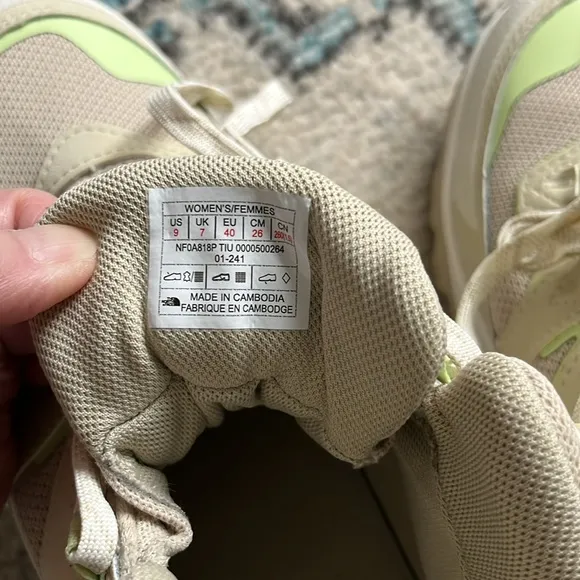 WOMEN'S/FEMMES
US UK EU CM CN
9 7 40 26
NF0A818P TIU 0000500264
01-241
MADE IN CAMBODIA
FABRIQUE EN CAMBODGE